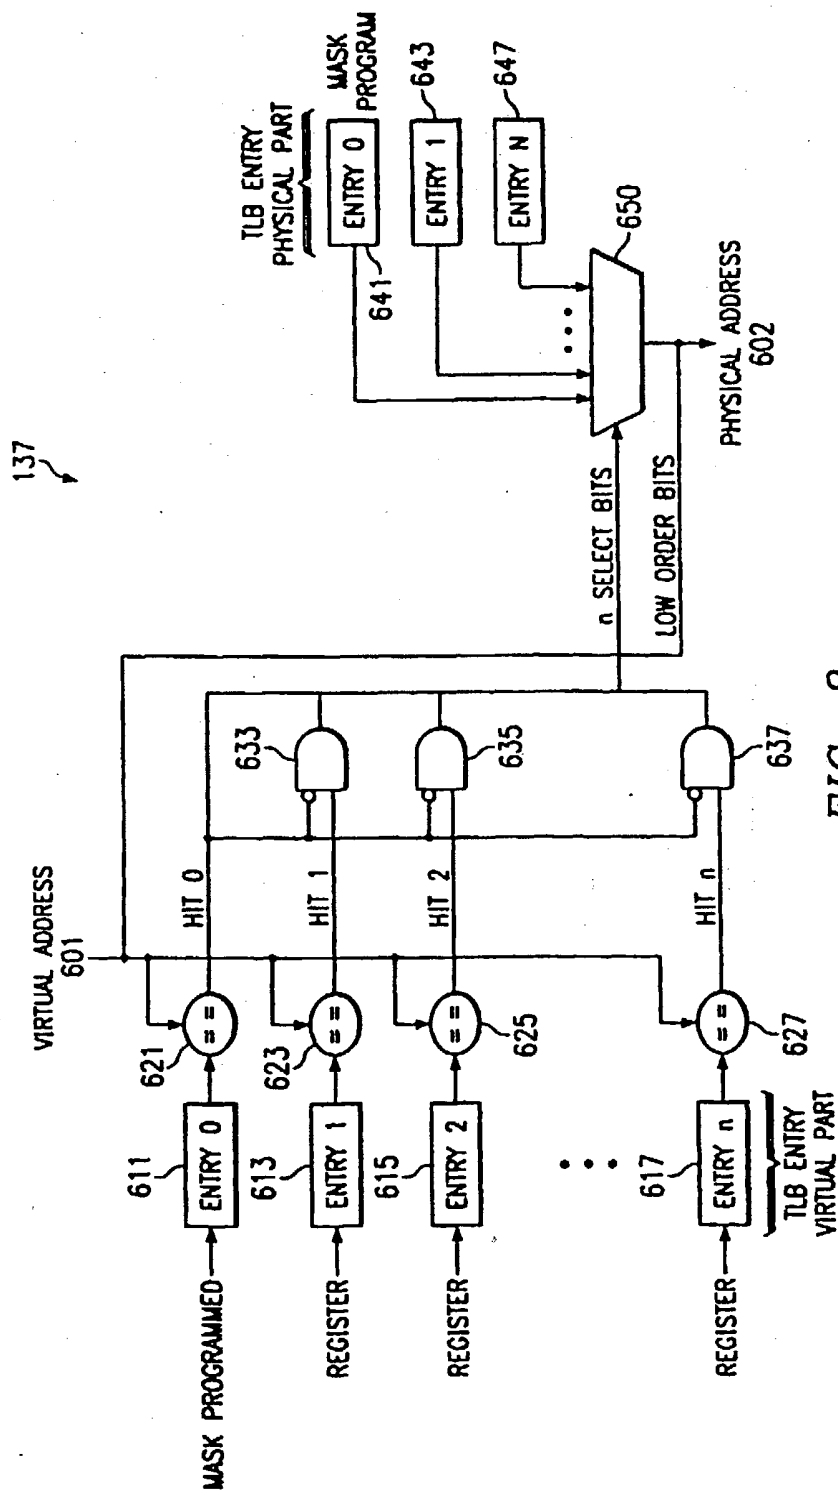 137
VIRTUAL ADDRESS
601
MASK PROGRAMMED
611
ENTRY 0
621
= =
HIT 0
REGISTER
613
ENTRY 1
623
= =
HIT 1
633
REGISTER
615
ENTRY 2
625
= =
HIT 2
635
REGISTER
617
ENTRY n
627
= =
HIT n
637
TLB ENTRY
VIRTUAL PART
n SELECT BITS
LOW ORDER BITS
TLB ENTRY
PHYSICAL PART
MASK
PROGRAM
641
ENTRY 0
643
ENTRY 1
647
ENTRY N
650
PHYSICAL ADDRESS
602
FIG.